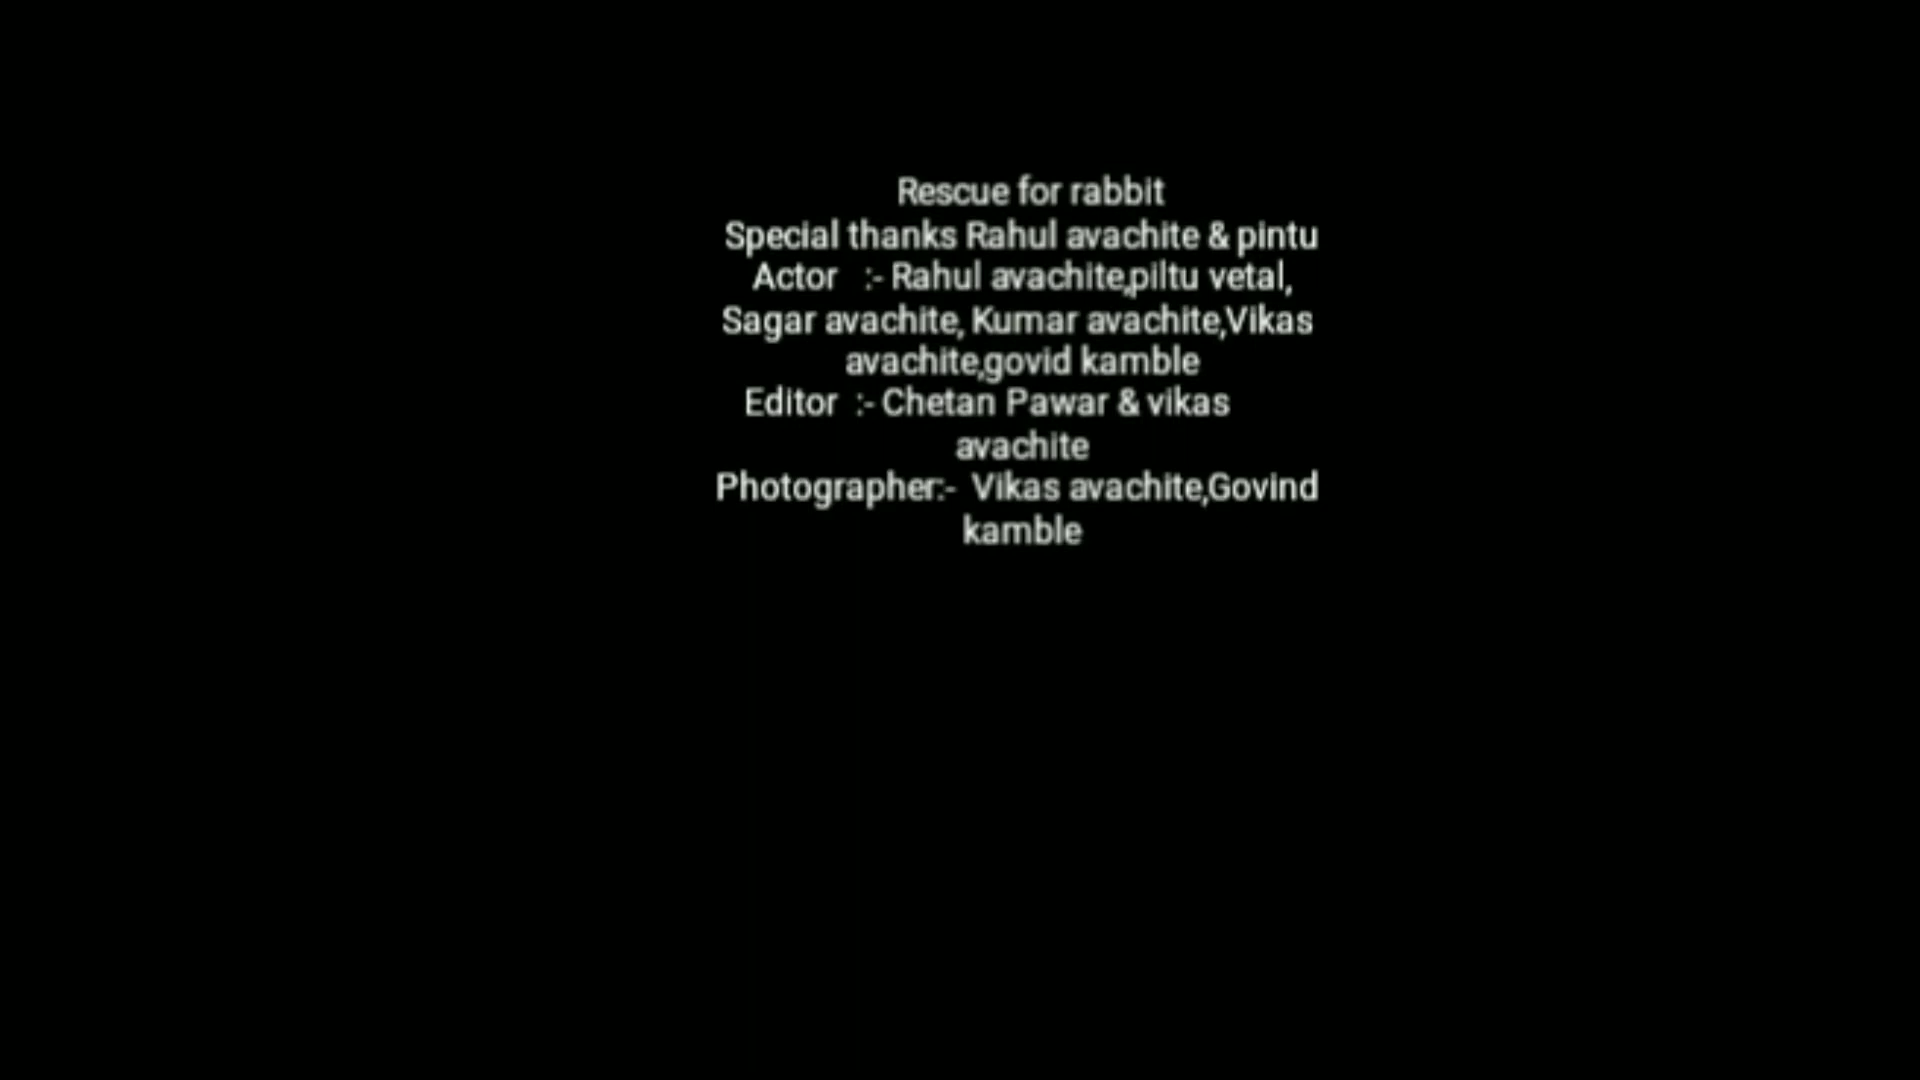 Rescue for rabbit
Special thanks Rahul avachite & pintu
Actor   :- Rahul avachite,piltu vetal,
Sagar avachite, Kumar avachite,Vikas
avachite,govid kamble
Editor  :- Chetan Pawar & vikas
avachite
Photographer:-  Vikas avachite,Govind
kamble